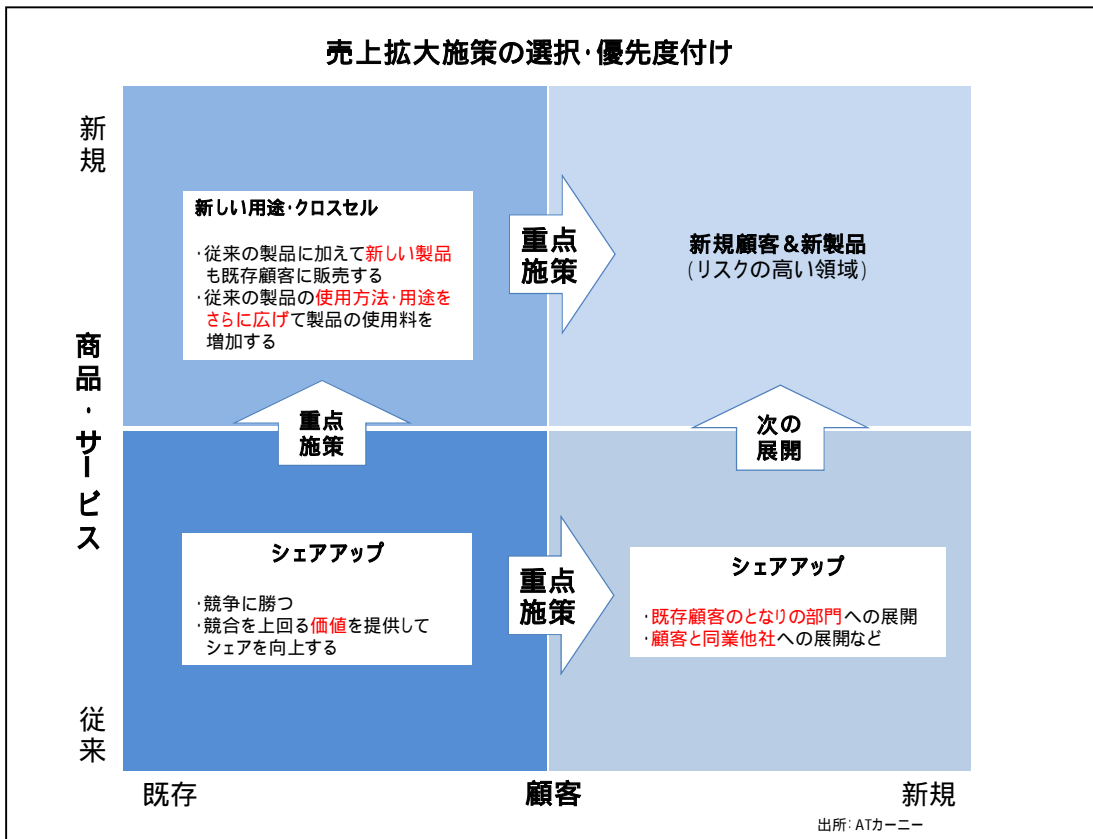 売上拡大施策の選択・優先度付け
新規
新しい用途・クロスセル
・従来の製品に加えて新しい製品
も既存顧客に販売する
・従来の製品の使用方法・用途を
さらに広げて製品の使用料を
増加する
重点
施策
新規顧客&新製品
(リスクの高い領域)
商品・サービス
重点
施策
次の
展開
シェアアップ
・競争に勝つ
・競合を上回る価値を提供して
シェアを向上する
重点
施策
シェアアップ
・既存顧客のとなりの部門への展開
・顧客と同業他社への展開など
従来
既存
顧客
新規
出所:ATカーニー